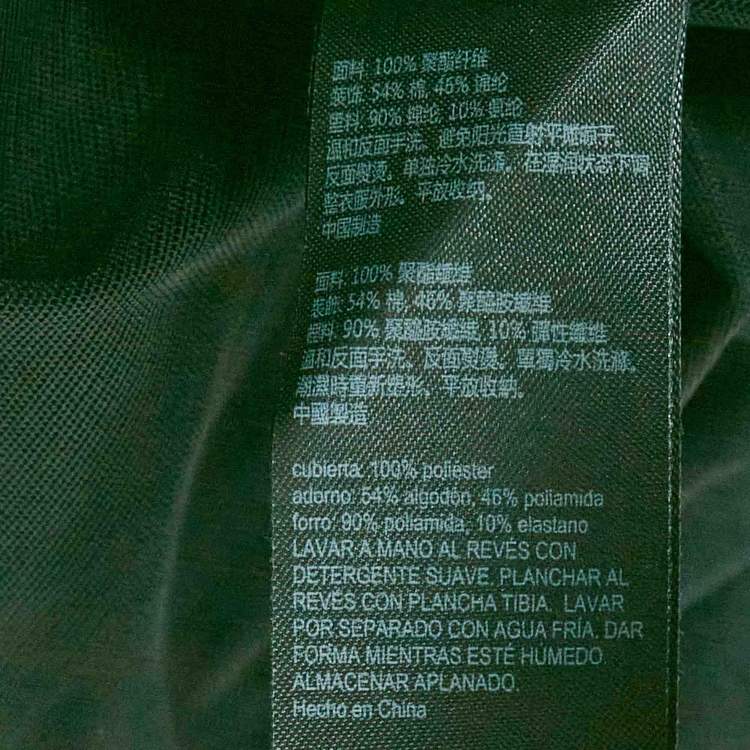 面料 100% 聚酯纤维
装饰 54% 棉 46% 锦纶
里料 90% 锦纶 10% 氨纶
温和反面手洗、避免阳光直射平摊晾干。
反面熨烫、单独冷水洗涤。在湿润状态下调
整衣服外形。平放收纳。
中國製造
面料 100% 聚酯纖維
裝飾 54% 棉, 46% 聚醯胺纖維
裡料 90% 聚醯胺纖維, 10% 彈性纖維
溫和反面手洗、反面熨燙。單獨冷水洗滌。
潮濕時重新塑形。平放收納。
中國製造
cubierta: 100% poliéster
adorno: 54% algodón, 46% poliamida
forro: 90% poliamida, 10% elastano
LAVAR A MANO AL REVÉS CON
DETERGENTE SUAVE. PLANCHAR AL
REVÉS CON PLANCHA TIBIA. LAVAR
POR SEPARADO CON AGUA FRÍA. DAR
FORMA MIENTRAS ESTÉ HÚMEDO.
ALMACENAR APLANADO.
Hecho en China